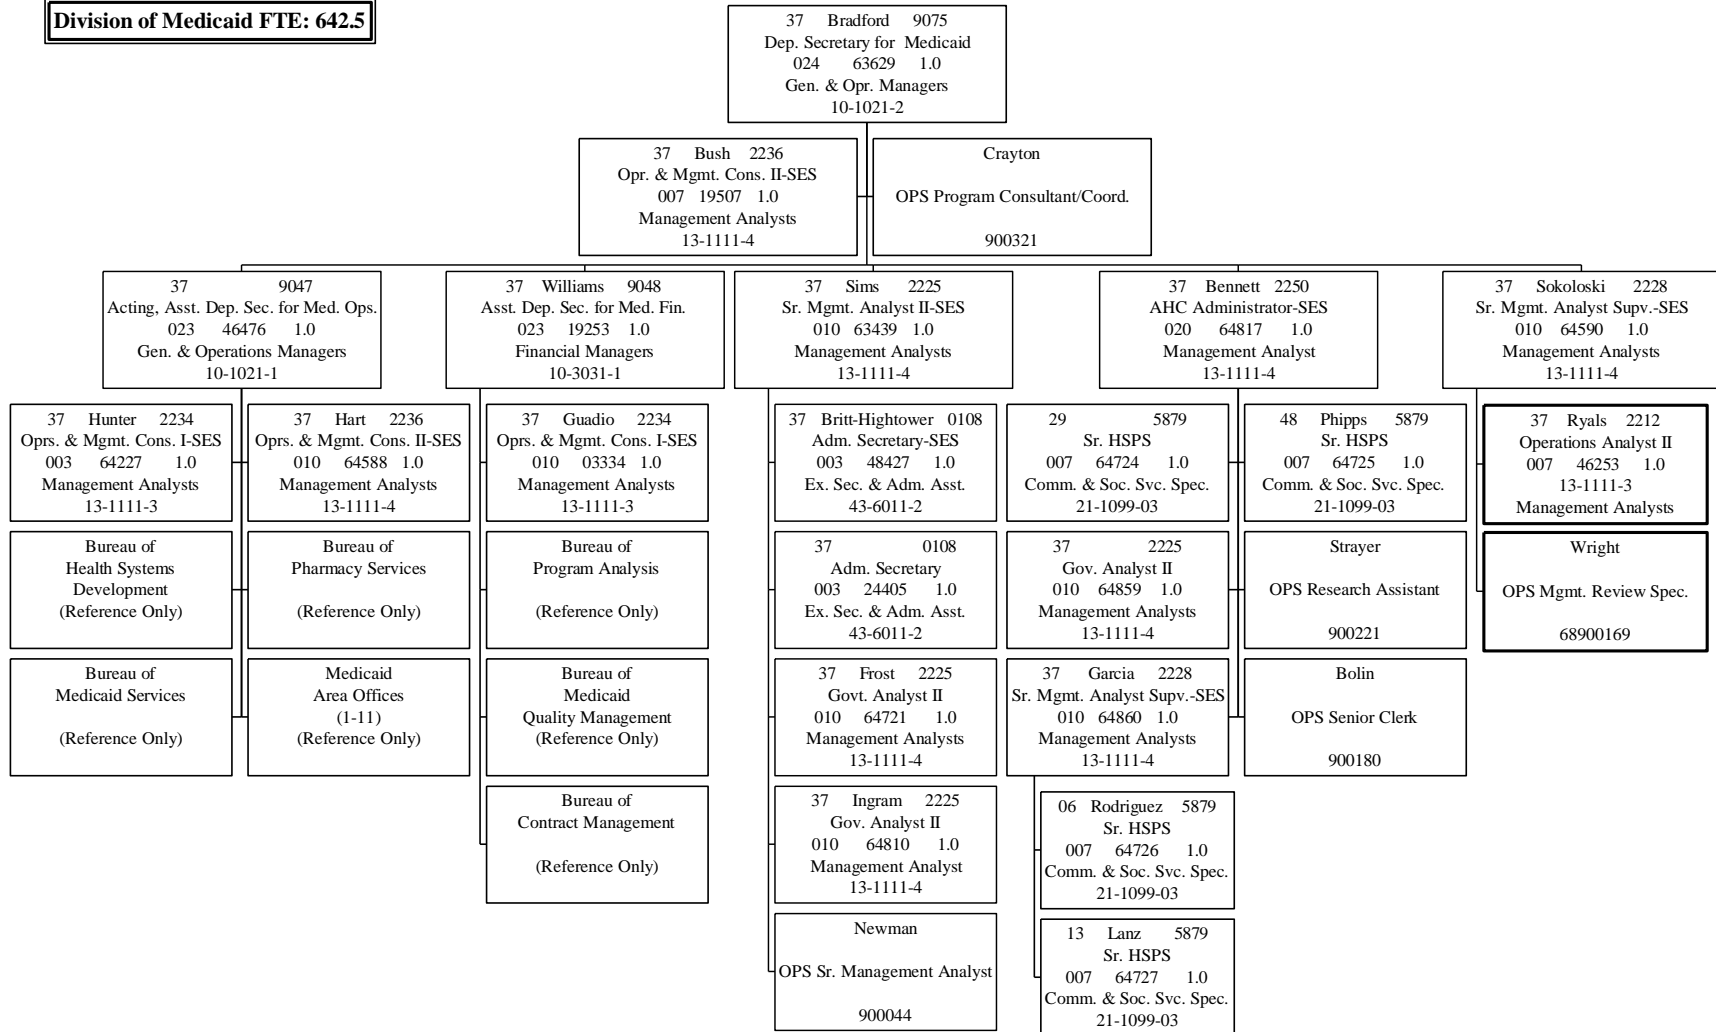 Division of Medicaid FTE: 642.5
37 Bradford 9075
Dep. Secretary for Medicaid
024 63629 1.0
Gen. & Opr. Managers
10-1021-2
37 Bush 2236
Opr. & Mgmt. Cons. II-SES
007 19507 1.0
Management Analysts
13-1111-4
Crayton
OPS Program Consultant/Coord.
900321
37 9047
Acting, Asst. Dep. Sec. for Med. Ops.
023 46476 1.0
Gen. & Operations Managers
10-1021-1
37 Williams 9048
Asst. Dep. Sec. for Med. Fin.
023 19253 1.0
Financial Managers
10-3031-1
37 Sims 2225
Sr. Mgmt. Analyst II-SES
010 63439 1.0
Management Analysts
13-1111-4
37 Bennett 2250
AHC Administrator-SES
020 64817 1.0
Management Analyst
13-1111-4
37 Sokoloski 2228
Sr. Mgmt. Analyst Supv.-SES
010 64590 1.0
Management Analysts
13-1111-4
37 Hunter 2234
Oprs. & Mgmt. Cons. I-SES
003 64227 1.0
Management Analysts
13-1111-3
37 Hart 2236
Oprs. & Mgmt. Cons. II-SES
010 64588 1.0
Management Analysts
13-1111-4
37 Guadio 2234
Oprs. & Mgmt. Cons. I-SES
010 03334 1.0
Management Analysts
13-1111-3
37 Britt-Hightower 0108
Adm. Secretary-SES
003 48427 1.0
Ex. Sec. & Adm. Asst.
43-6011-2
29 5879
Sr. HSPS
007 64724 1.0
Comm. & Soc. Svc. Spec.
21-1099-03
48 Phipps 5879
Sr. HSPS
007 64725 1.0
Comm. & Soc. Svc. Spec.
21-1099-03
37 Ryals 2212
Operations Analyst II
007 46253 1.0
13-1111-3
Management Analysts
Bureau of
Health Systems
Development
(Reference Only)
Bureau of
Pharmacy Services
(Reference Only)
Bureau of
Program Analysis
(Reference Only)
37 0108
Adm. Secretary
003 24405 1.0
Ex. Sec. & Adm. Asst.
43-6011-2
37 2225
Gov. Analyst II
010 64859 1.0
Management Analysts
13-1111-4
Strayer
OPS Research Assistant
900221
Wright
OPS Mgmt. Review Spec.
68900169
Bureau of
Medicaid Services
(Reference Only)
Medicaid
Area Offices
(1-11)
(Reference Only)
Bureau of
Medicaid
Quality Management
(Reference Only)
37 Frost 2225
Govt. Analyst II
010 64721 1.0
Management Analysts
13-1111-4
37 Garcia 2228
Sr. Mgmt. Analyst Supv.-SES
010 64860 1.0
Management Analysts
13-1111-4
Bolin
OPS Senior Clerk
900180
Bureau of
Contract Management
(Reference Only)
37 Ingram 2225
Gov. Analyst II
010 64810 1.0
Management Analyst
13-1111-4
06 Rodriguez 5879
Sr. HSPS
007 64726 1.0
Comm. & Soc. Svc. Spec.
21-1099-03
Newman
OPS Sr. Management Analyst
900044
13 Lanz 5879
Sr. HSPS
007 64727 1.0
Comm. & Soc. Svc. Spec.
21-1099-03